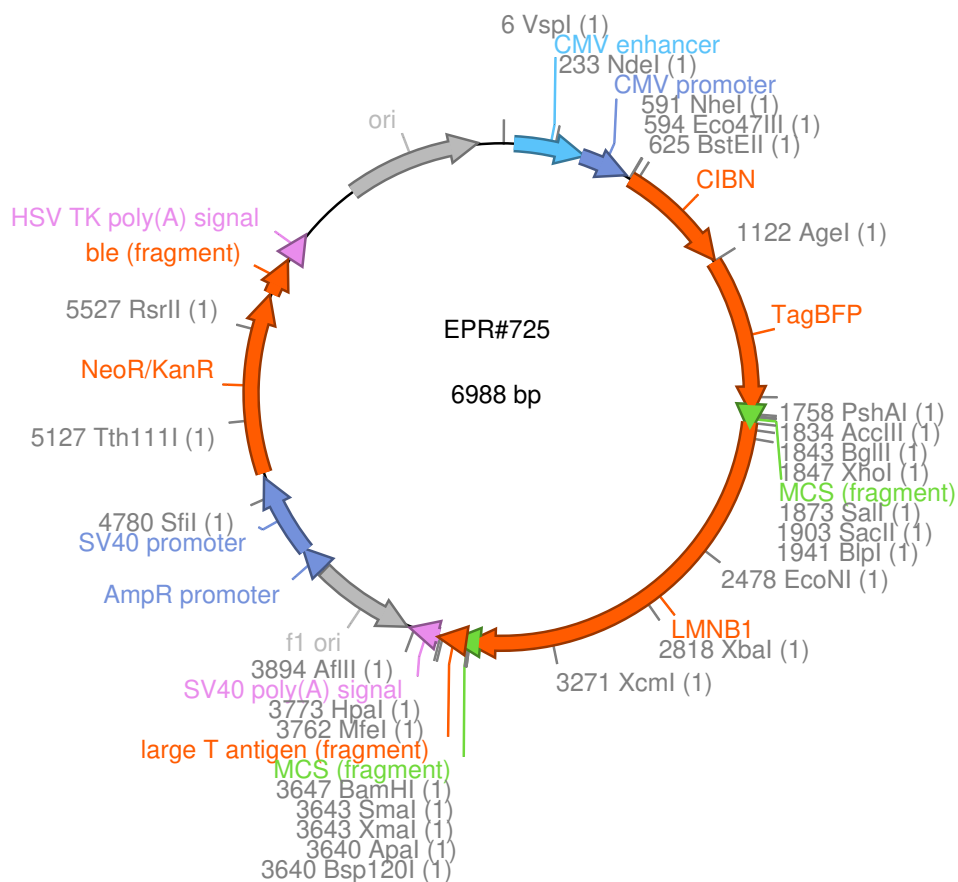 6 VspI (1)
CMV enhancer
233 NdeI (1)
CMV promoter
591 NheI (1)
594 Eco47III (1)
625 BstEII (1)
CIBN
1122 AgeI (1)
TagBFP
1758 PshAI (1)
1834 AccIII (1)
1843 BglII (1)
1847 XhoI (1)
MCS (fragment)
1873 SalI (1)
1903 SacII (1)
1941 BlpI (1)
2478 EcoNI (1)
LMNB1
2818 XbaI (1)
3271 XcmI (1)
ori
HSV TK poly(A) signal
ble (fragment)
5527 RsrII (1)
NeoR/KanR
5127 Tth111I (1)
4780 SfiI (1)
SV40 promoter
AmpR promoter
f1 ori
3894 AflII (1)
SV40 poly(A) signal
3773 HpaI (1)
3762 MfeI (1)
large T antigen (fragment)
MCS (fragment)
3647 BamHI (1)
3643 SmaI (1)
3643 XmaI (1)
3640 ApaI (1)
3640 Bsp120I (1)
EPR#725
6988 bp